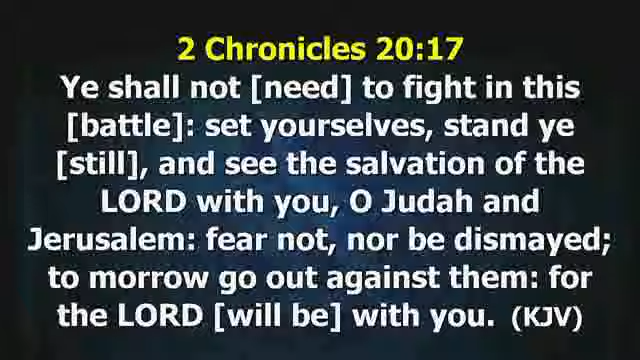 2 Chronicles 20:17
Ye shall not [need] to fight in this
[battle]: set yourselves, stand ye
[still], and see the salvation of the
LORD with you, O Judah and
Jerusalem: fear not, nor be dismayed;
to morrow go out against them: for
the LORD [will be] with you. (KJV)